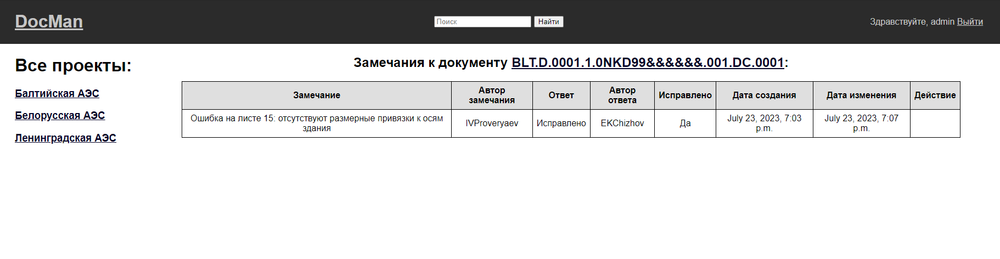 DocMan
Поиск Найти
Здравствуйте, admin Выйти
Все проекты:
Балтийская АЭС
Белорусская АЭС
Ленинградская АЭС
Замечания к документу BLT.D.0001.1.0NKD99&&&&&&.001.DC.0001:
Замечание
Автор
замечания
Ответ
Автор
ответа
Исправлено
Дата создания
Дата изменения
Действие
Ошибка на листе 15: отсутствуют размерные привязки к осям
здания
IVProveryaev
Исправлено
EKChizhov
Да
July 23, 2023, 7:03
p.m.
July 23, 2023, 7:07
p.m.